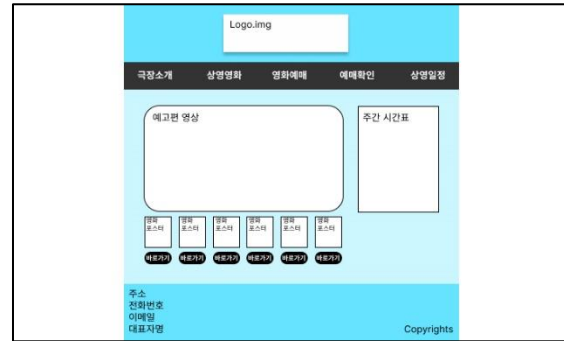 Logo.img
극장소개 상영영화 영화예매 예매확인 상영일정
예고편 영상
주간 시간표
영화 영화 영화 영화 영화 영화
포스터 포스터 포스터 포스터 포스터 포스터
바로가기 바로가기 바로가기 바로가기 바로가기 바로가기
주소
전화번호
이메일
대표자명
Copyrights